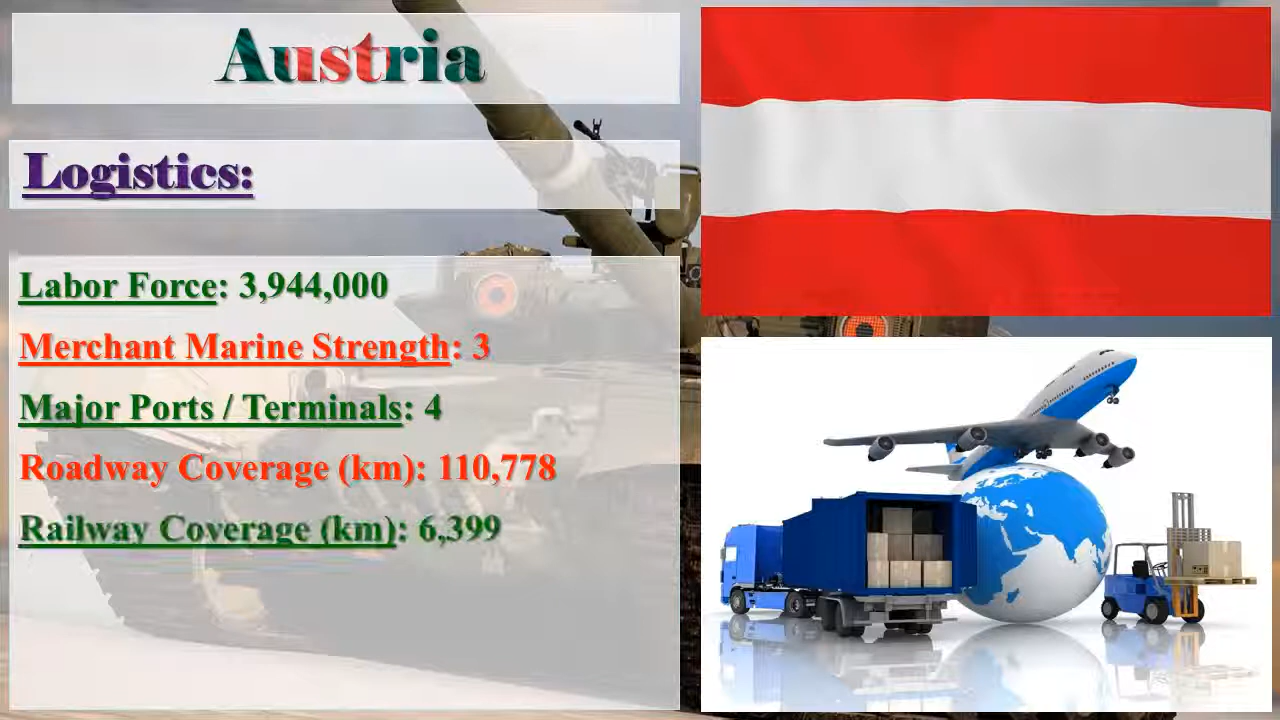 Austria
Logistics:
Labor Force: 3,944,000
Merchant Marine Strength: 3
Major Ports / Terminals: 4
Roadway Coverage (km): 110,778
Railway Coverage (km): 6,399